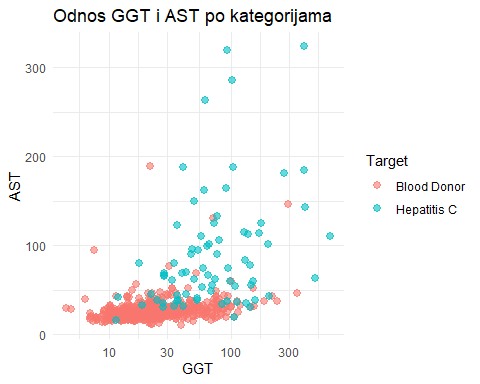 Odnos GGT i AST po kategorijama
300
200
100
0
AST
10 30 100 300
GGT
Target
Blood Donor
Hepatitis C